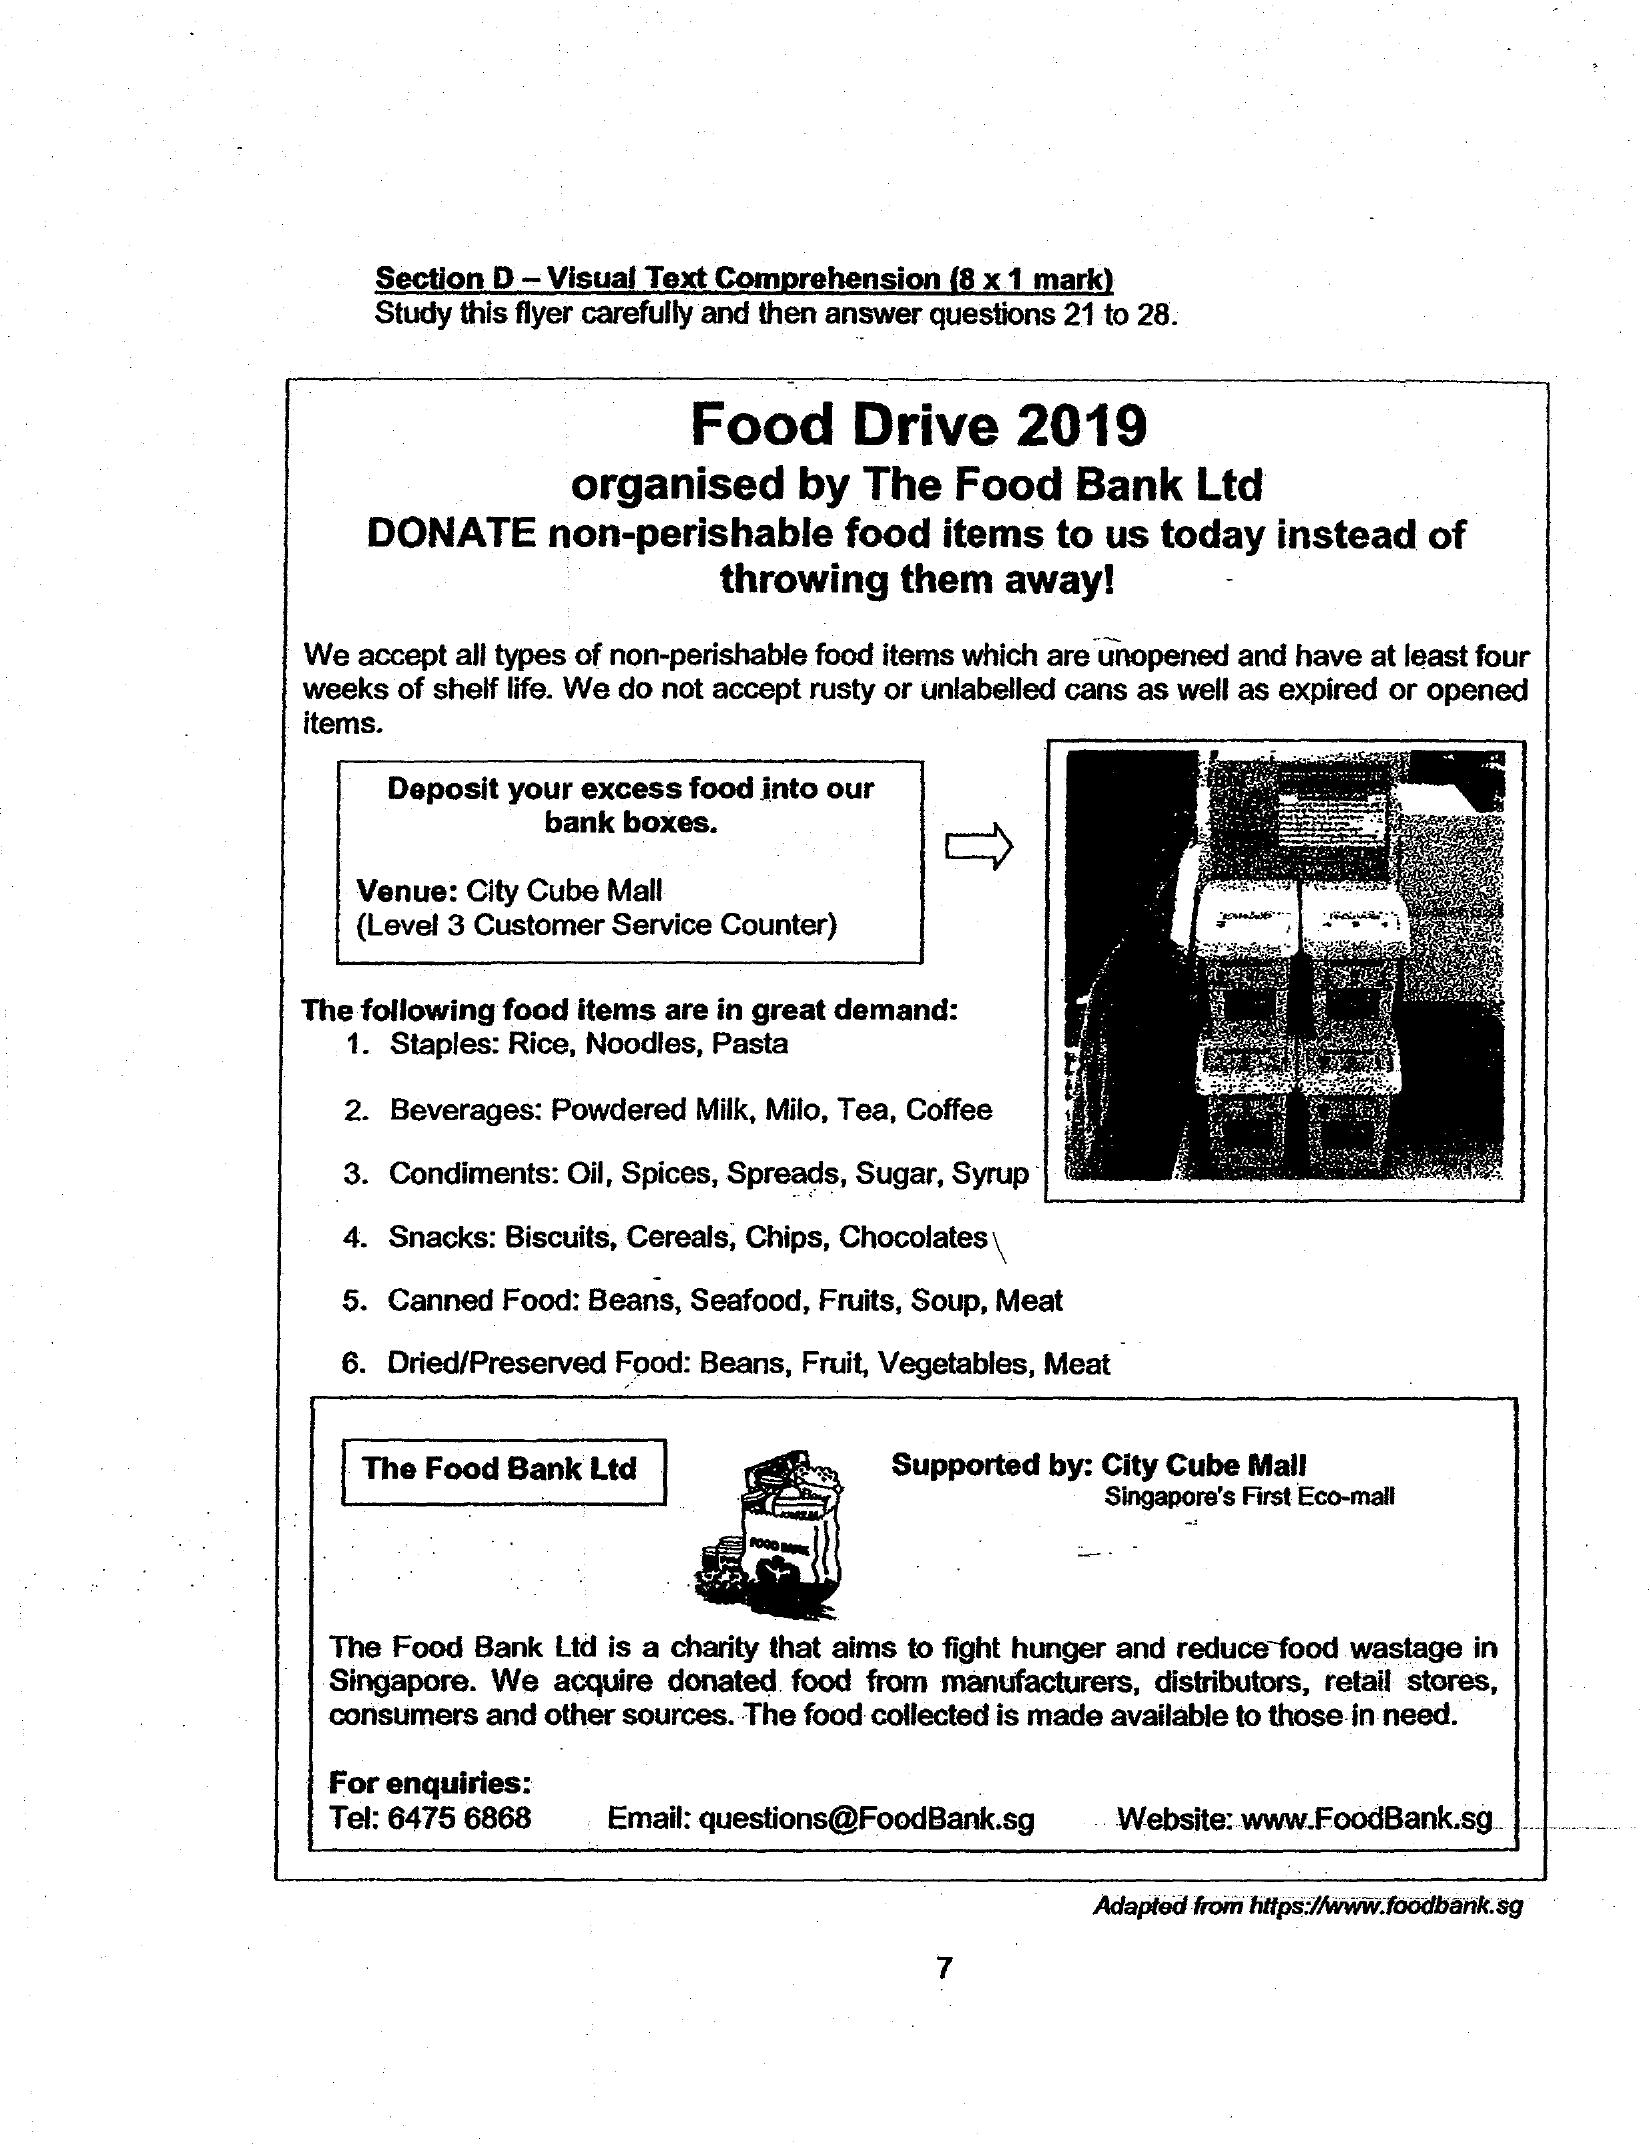 Section D – Visual Text Comprehension (8 x 1 mark)
Study this flyer carefully and then answer questions 21 to 28.
Food Drive 2019
organised by The Food Bank Ltd
DONATE non-perishable food items to us today instead of
throwing them away!
We accept all types of non-perishable food items which are unopened and have at least four
weeks of shelf life. We do not accept rusty or unlabelled cans as well as expired or opened
items.
Deposit your excess food into our
bank boxes.
Venue: City Cube Mall
(Level 3 Customer Service Counter)
The following food items are in great demand:
1. Staples: Rice, Noodles, Pasta
2. Beverages: Powdered Milk, Milo, Tea, Coffee
3. Condiments: Oil, Spices, Spreads, Sugar, Syrup
4. Snacks: Biscuits, Cereals, Chips, Chocolates
5. Canned Food: Beans, Seafood, Fruits, Soup, Meat
6. Dried/Preserved Food: Beans, Fruit, Vegetables, Meat
The Food Bank Ltd
FOOD BANK
Supported by: City Cube Mall
Singapore's First Eco-mall
The Food Bank Ltd is a charity that aims to fight hunger and reduce food wastage in
Singapore. We acquire donated food from manufacturers, distributors, retail stores,
consumers and other sources. The food collected is made available to those in need.
For enquiries:
Tel: 6475 6868 Email: questions@FoodBank.sg Website: www.FoodBank.sg
Adapted from https://www.foodbank.sg
7